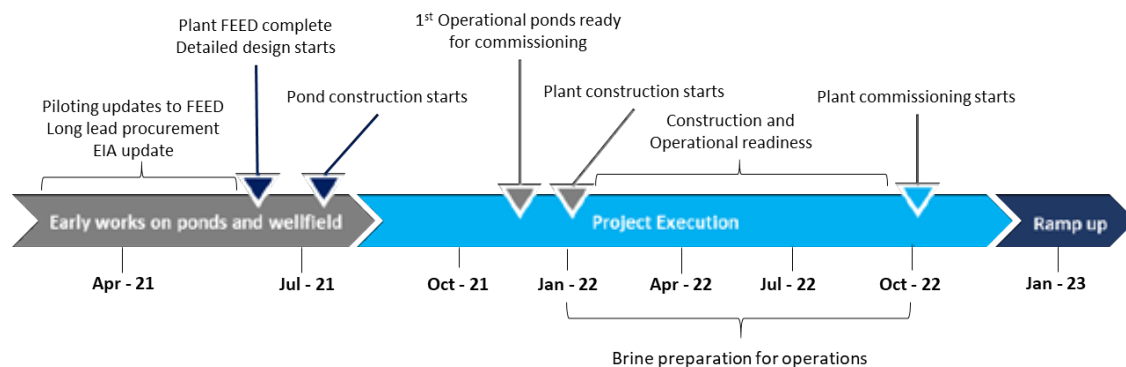 Plant FEED complete
Detailed design starts
1st Operational ponds ready
for commissioning
Pond construction starts
Plant construction starts
Plant commissioning starts
Piloting updates to FEED
Long lead procurement
EIA update
Construction and
Operational readiness
Early works on ponds and wellfield
Project Execution
Ramp up
Apr - 21
Jul - 21
Oct - 21
Jan - 22
Apr - 22
Jul - 22
Oct - 22
Jan - 23
Brine preparation for operations